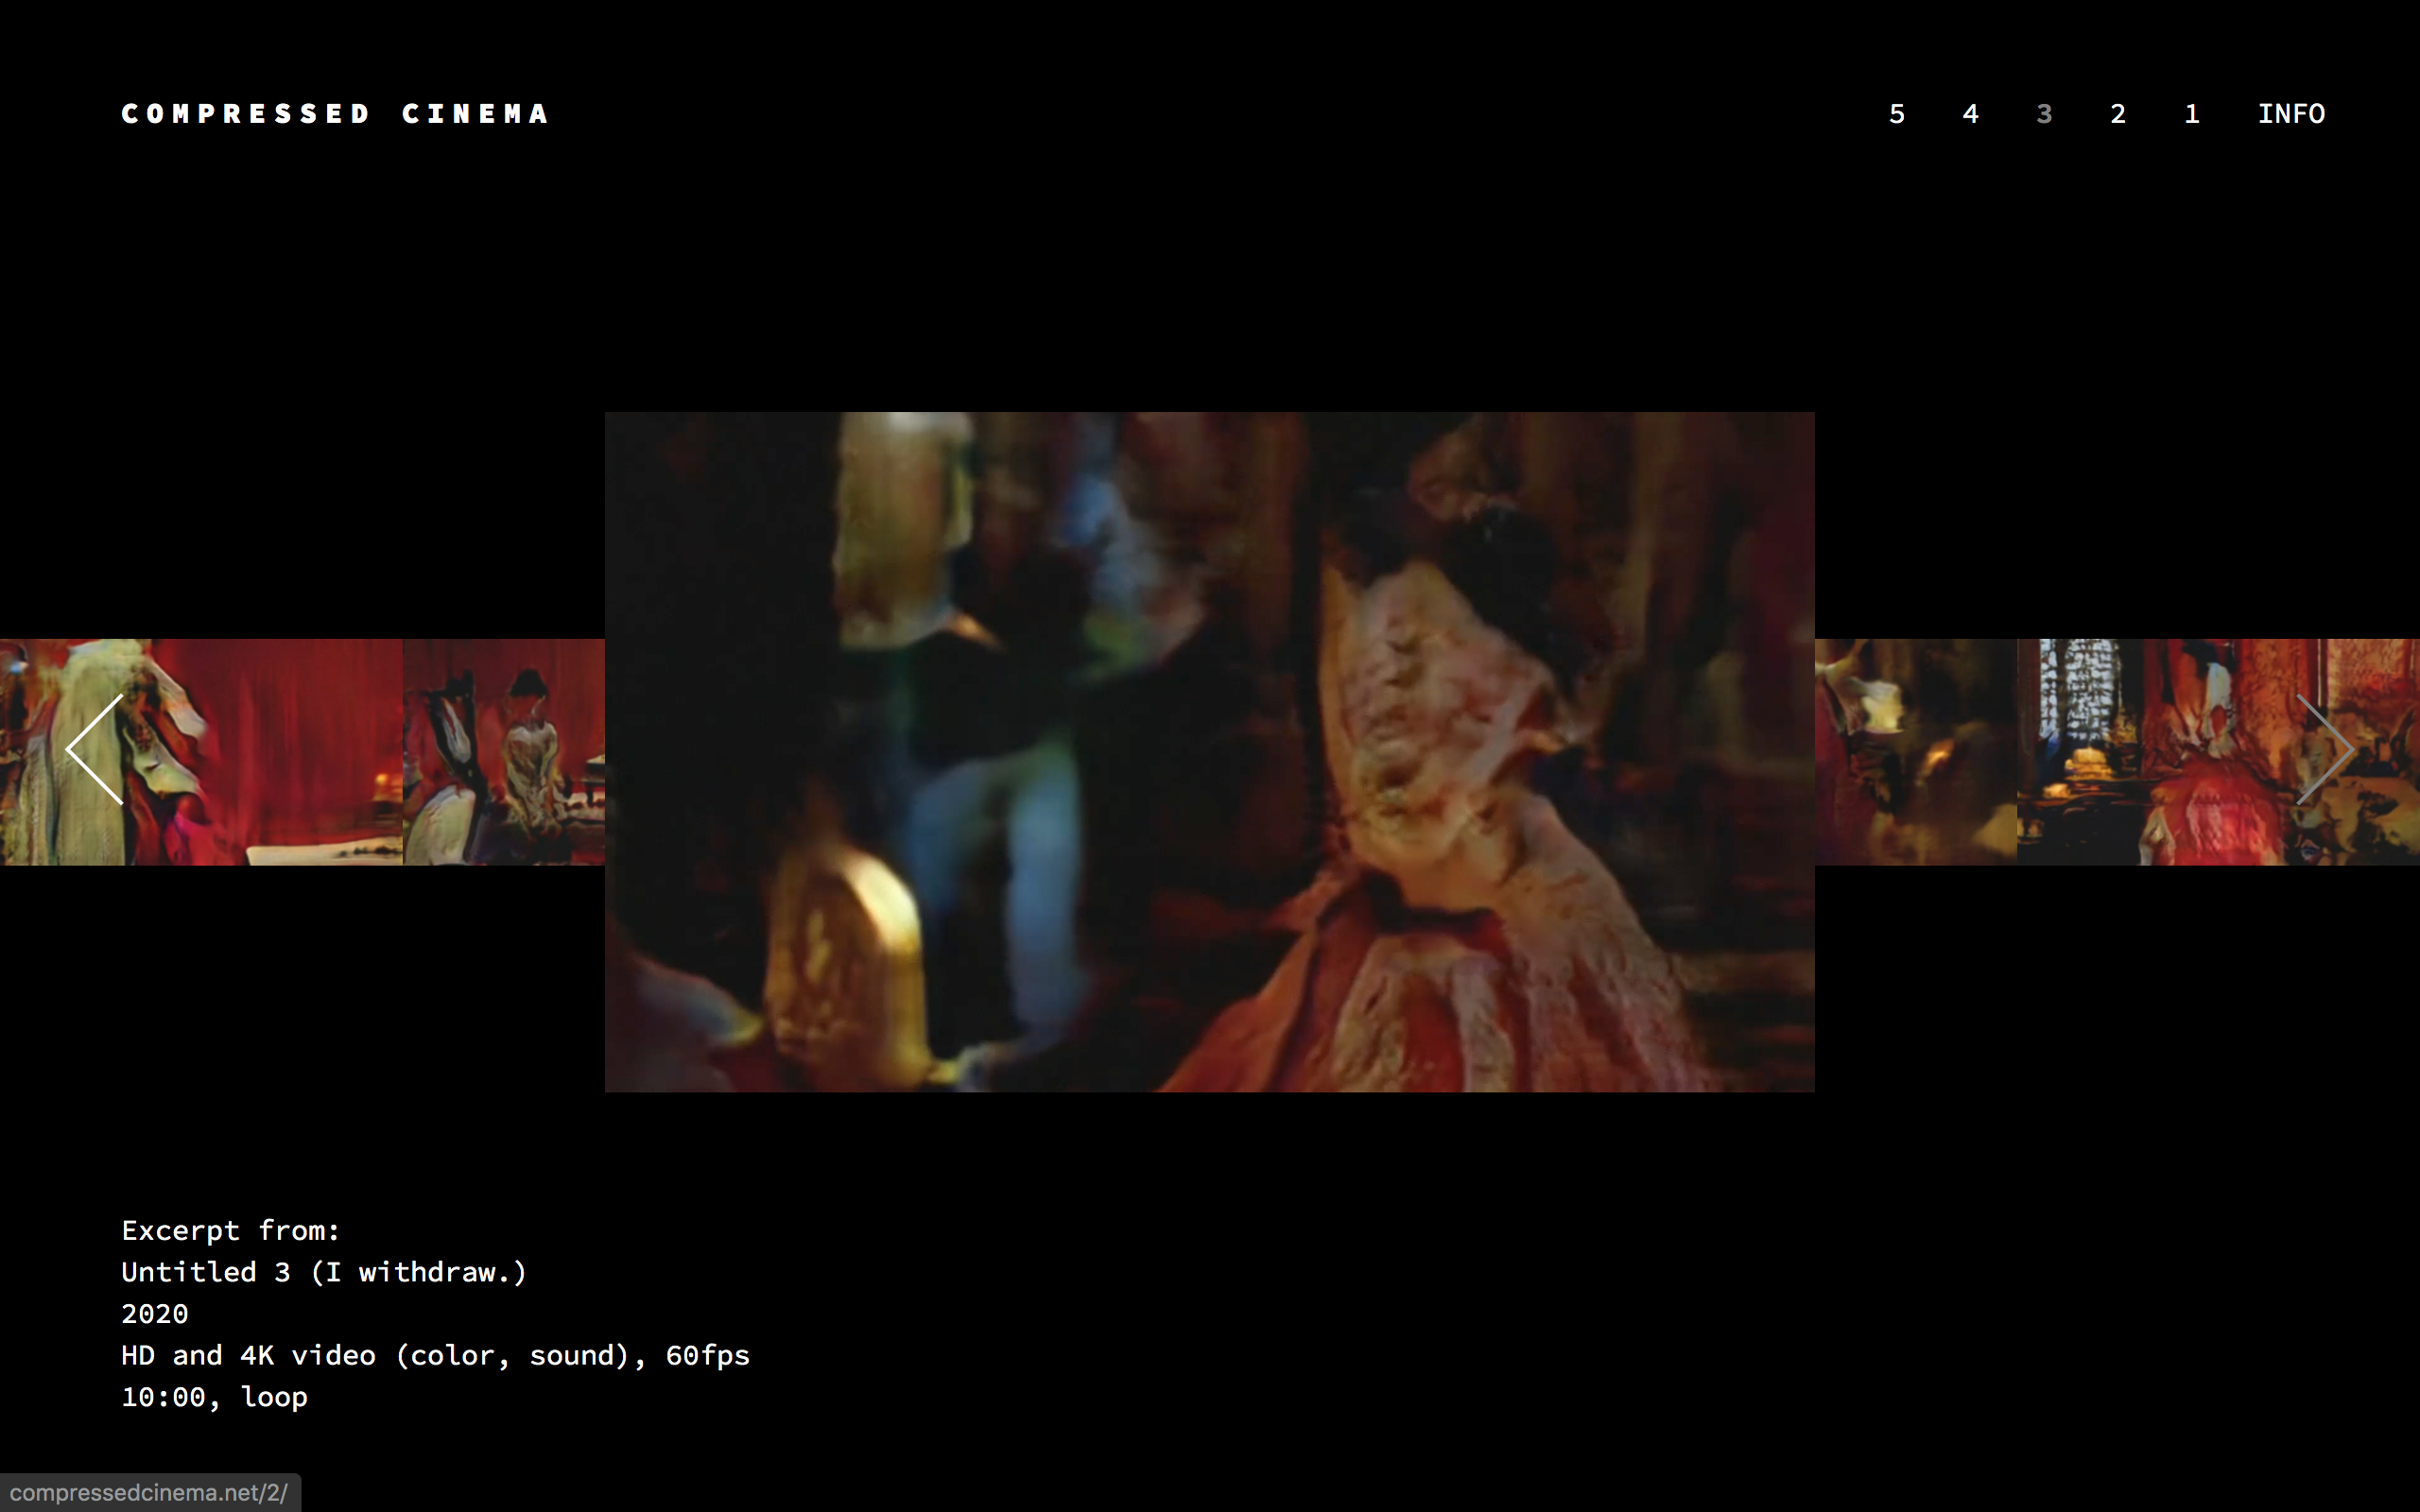 COMPRESSED CINEMA
5 4 3 2 1 INFO
Excerpt from:
Untitled 3 (I withdraw.)
2020
HD and 4K video (color, sound), 60fps
10:00, loop
compressedcinema.net/2/